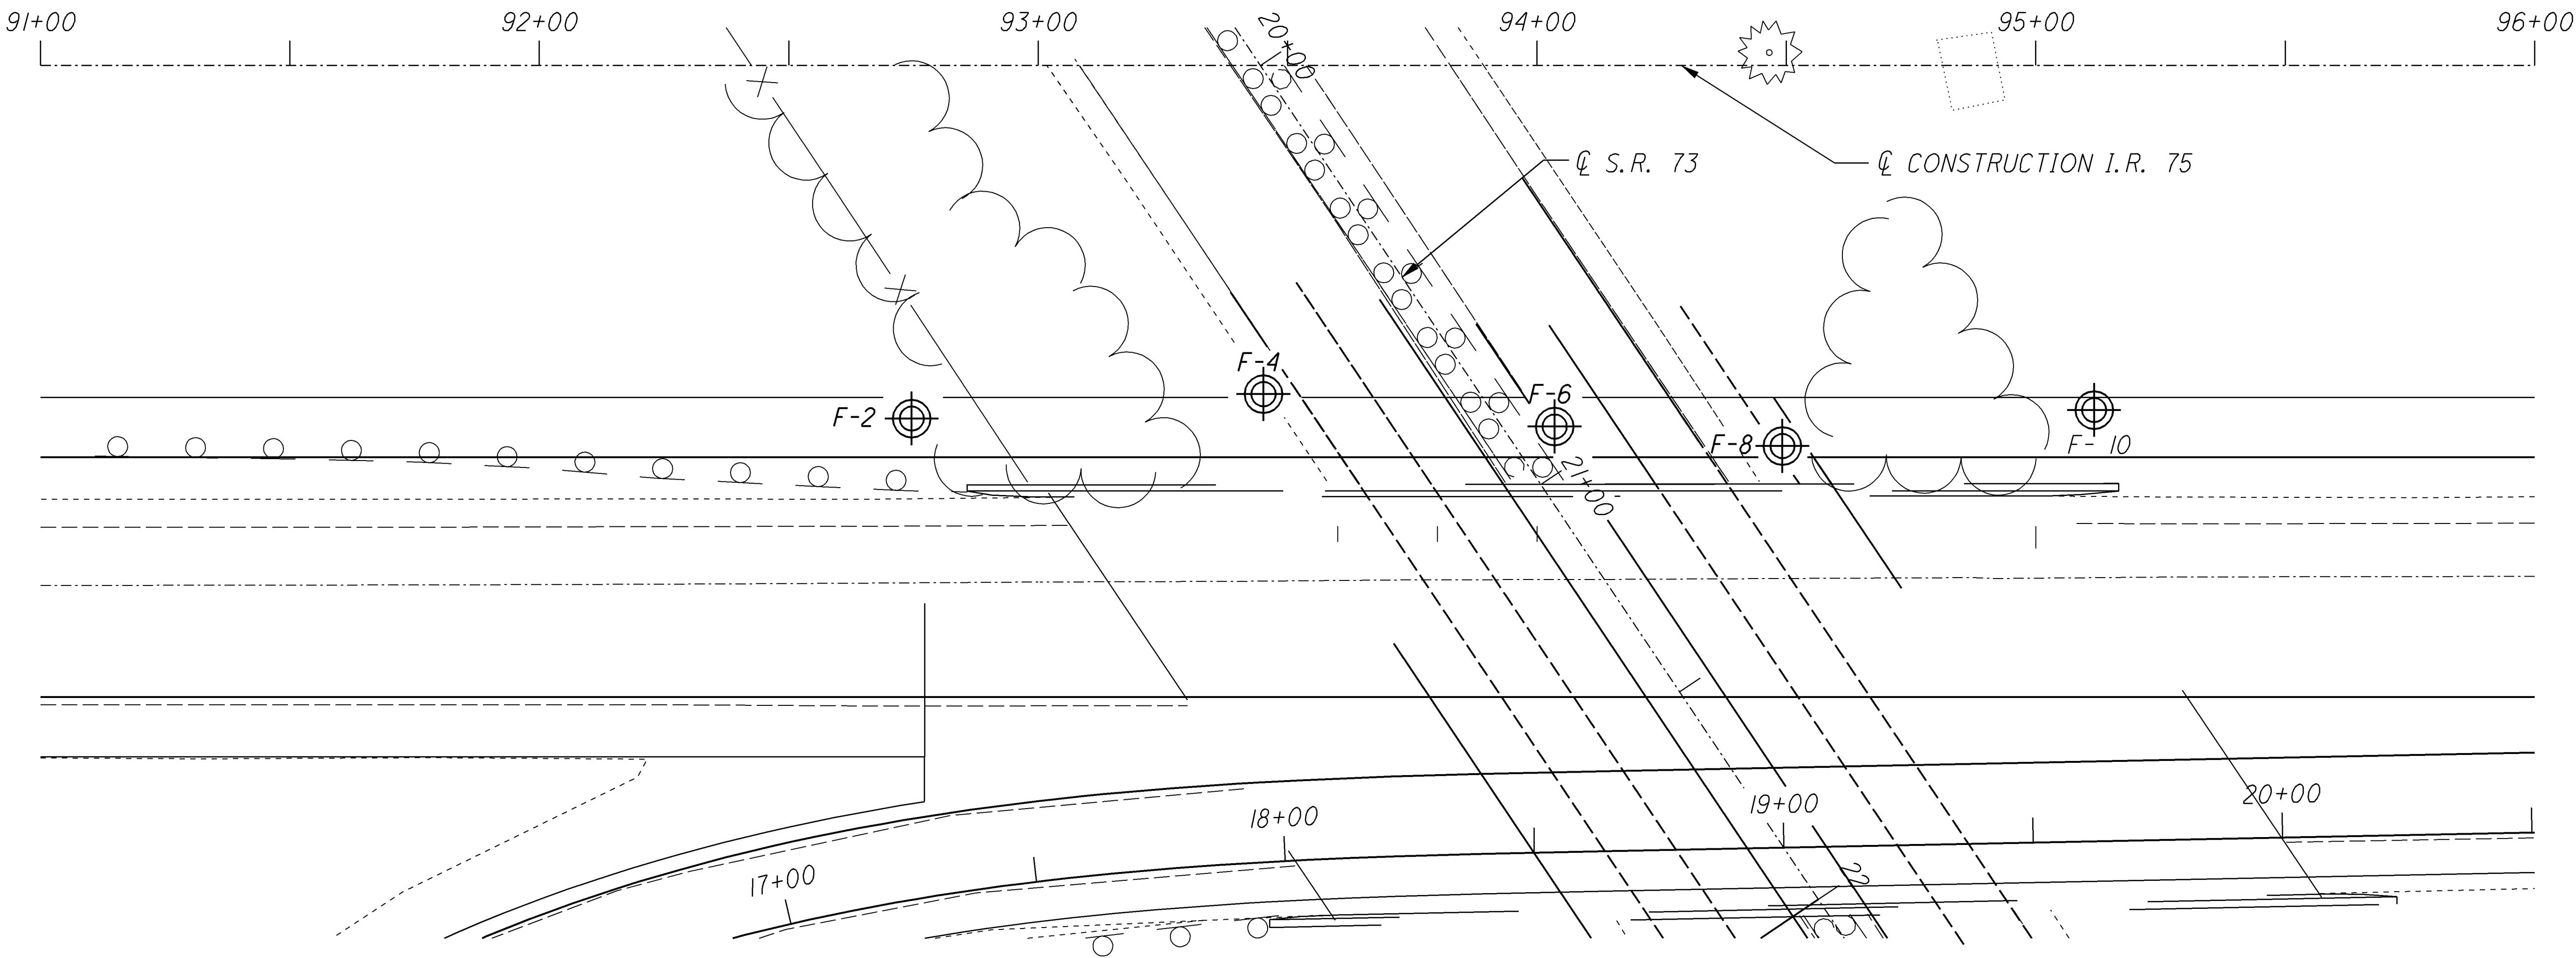 91+00 92+00 93+00 94+00 95+00 96+00
20+00
℄ S.R. 73
℄ CONSTRUCTION I.R. 75
F-4
F-6
F-2
F-8
F- 10
21+00
20+00
19+00
18+00
17+00
22